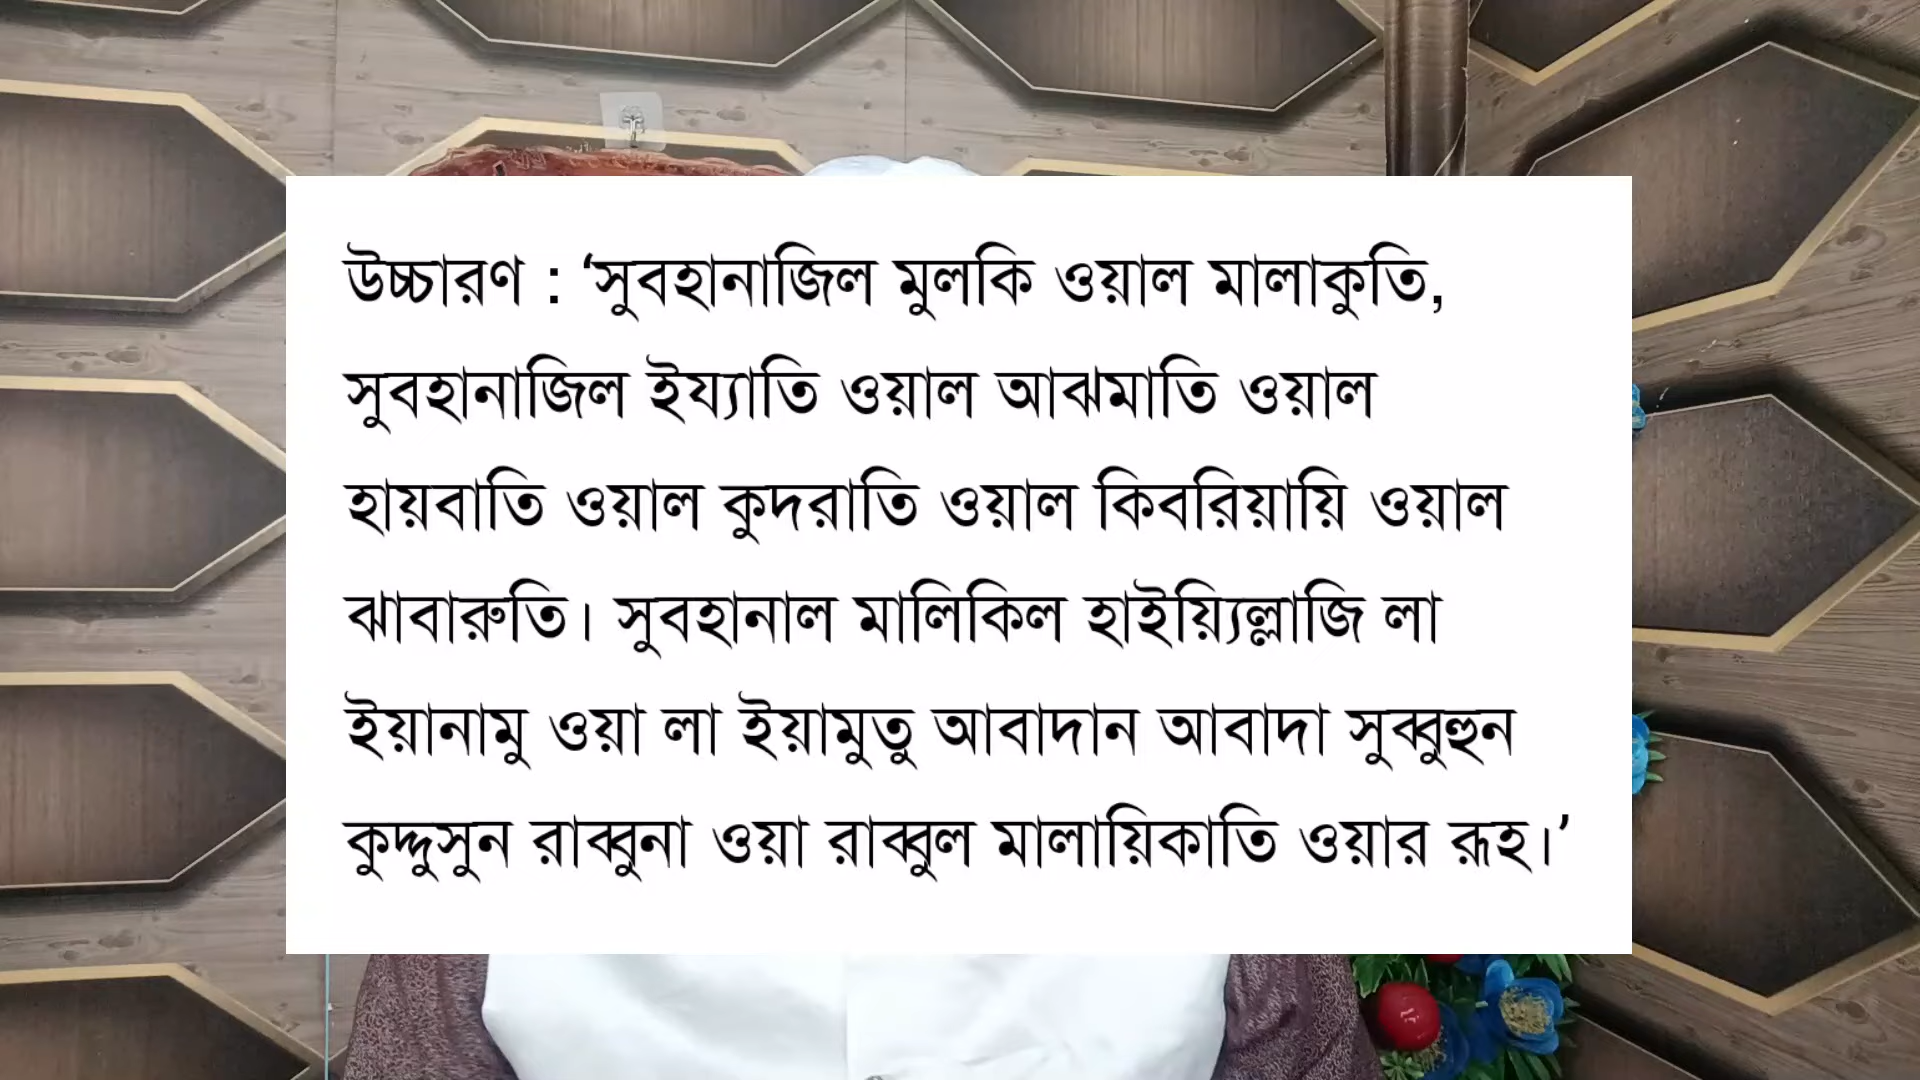 উচ্চারণ : ‘সুবহানাজিল মুলকি ওয়াল মালাকুতি,
সুবহানাজিল ইয্যাতি ওয়াল আঝমাতি ওয়াল
হায়বাতি ওয়াল কুদরাতি ওয়াল কিবরিয়ায়ি ওয়াল
ঝাবারুতি। সুবহানাল মালিকিল হাইয়্যিল্লাজি লা
ইয়ানামু ওয়া লা ইয়ামুতু আবাদান আবাদা সুব্বুহুন
কুদ্দুসুন রাব্বুনা ওয়া রাব্বুল মালায়িকাতি ওয়ার রূহ।’